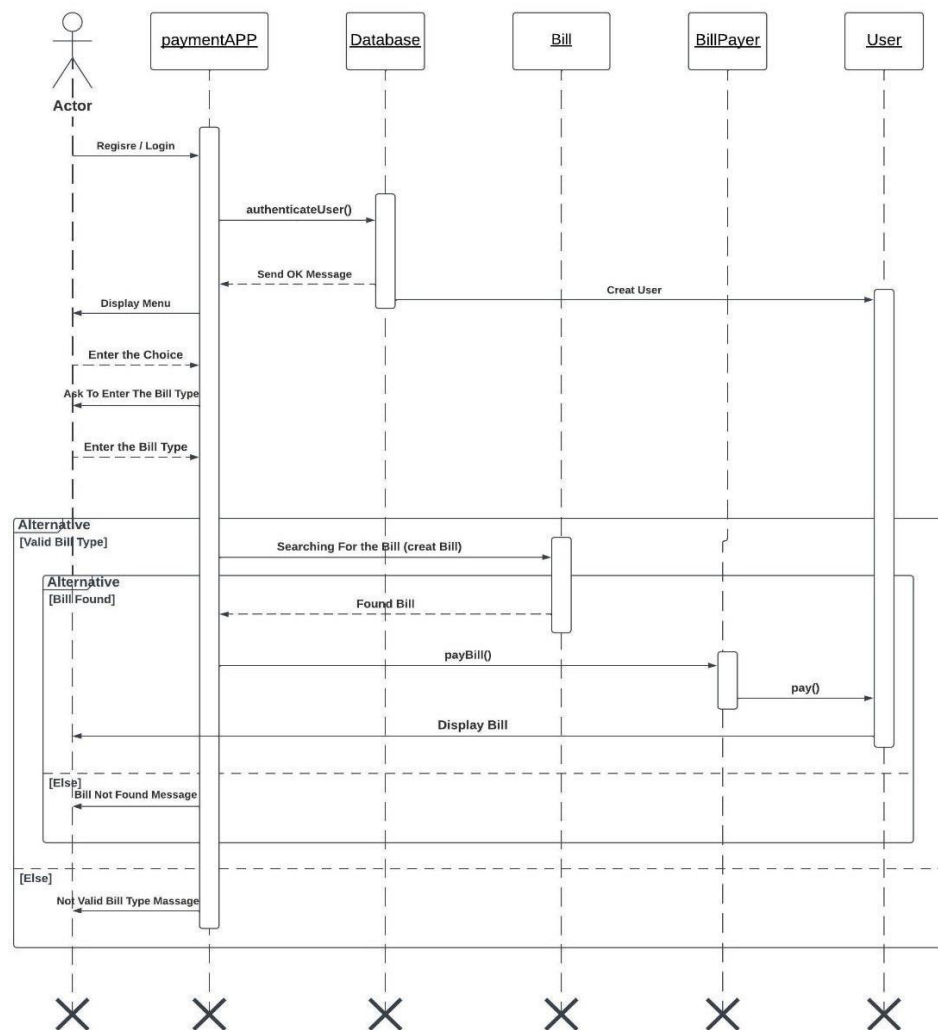 paymentAPP
Database
Bill
BillPayer
User
Actor
Regisre / Login
authenticateUser()
Send OK Message
Creat User
Display Menu
Enter the Choice
Ask To Enter The Bill Type
Enter the Bill Type
Alternative
[Valid Bill Type]
Searching For the Bill (creat Bill)
Alternative
[Bill Found]
Found Bill
payBill()
pay()
Display Bill
[Else]
Bill Not Found Message
[Else]
Not Valid Bill Type Massage